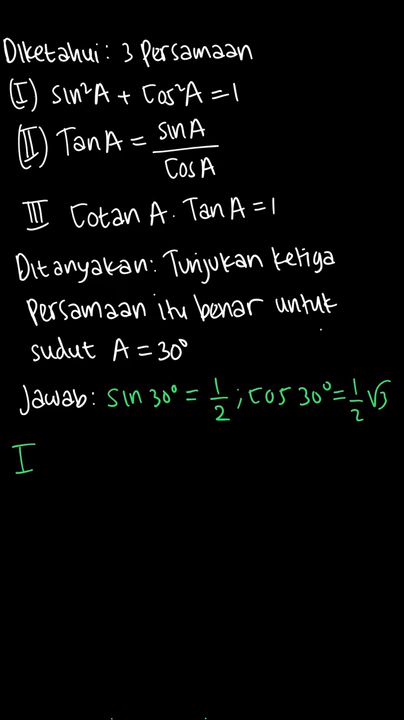 Diketahui: 3 Persamaan
(I) sin²A + Cos²A = 1
(II) Tan A = sin A / Cos A
III Cotan A . Tan A = 1
Ditanyakan: Tunjukan ketiga
Persamaan itu benar untuk
sudut A = 30°
Jawab: sin 30° = 1/2 ; cos 30° = 1/2 √3
I